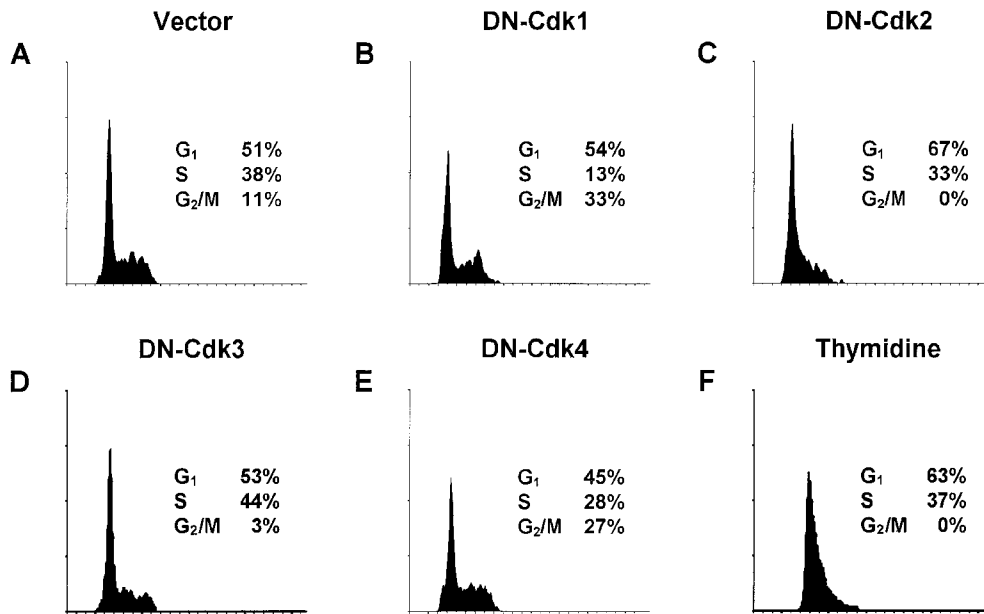 Vector
A
G₁ 51%
S 38%
G₂/M 11%
DN-Cdk1
B
G₁ 54%
S 13%
G₂/M 33%
DN-Cdk2
C
G₁ 67%
S 33%
G₂/M 0%
DN-Cdk3
D
G₁ 53%
S 44%
G₂/M 3%
DN-Cdk4
E
G₁ 45%
S 28%
G₂/M 27%
Thymidine
F
G₁ 63%
S 37%
G₂/M 0%